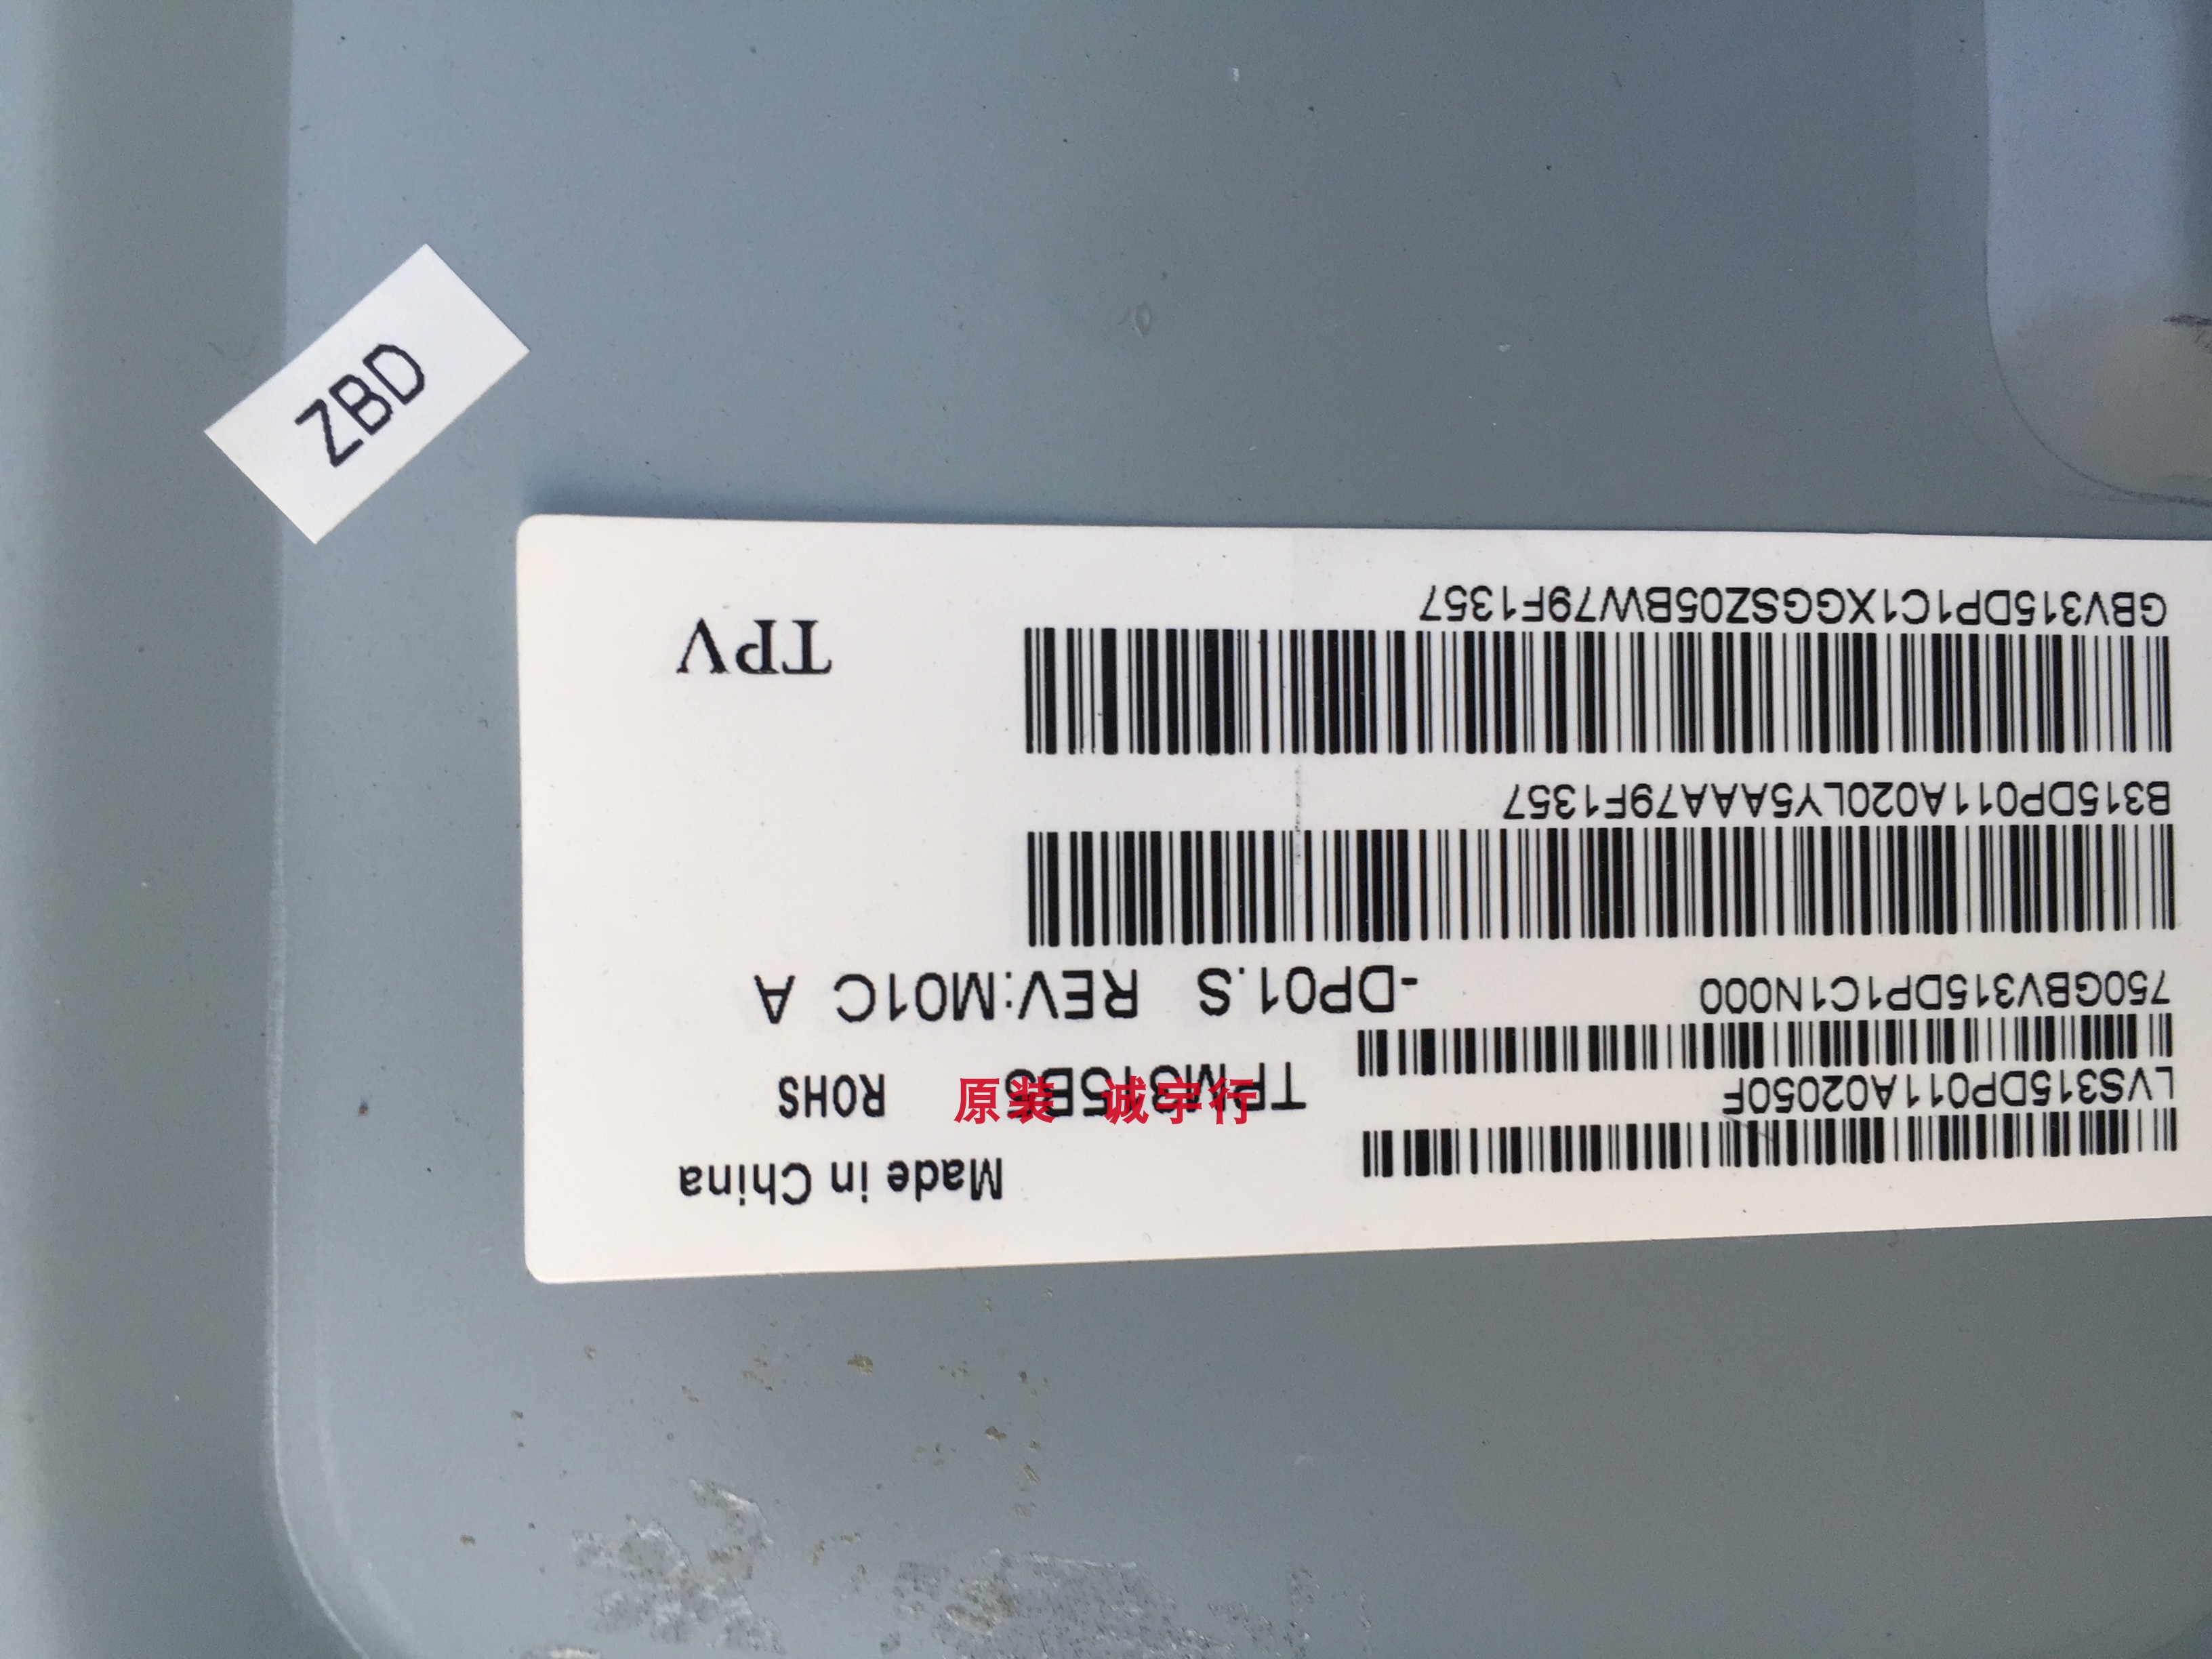 ZBD
Made in China
LVS315DP011A02050F
ROHS
原装 诚宇行
750GBV315DP1C1N000
-DP01.S REV:M01C A
B315DP011A020LY5AAA79F1357
TPV
GBV315DP1C1XGGSZ05BW79F1357